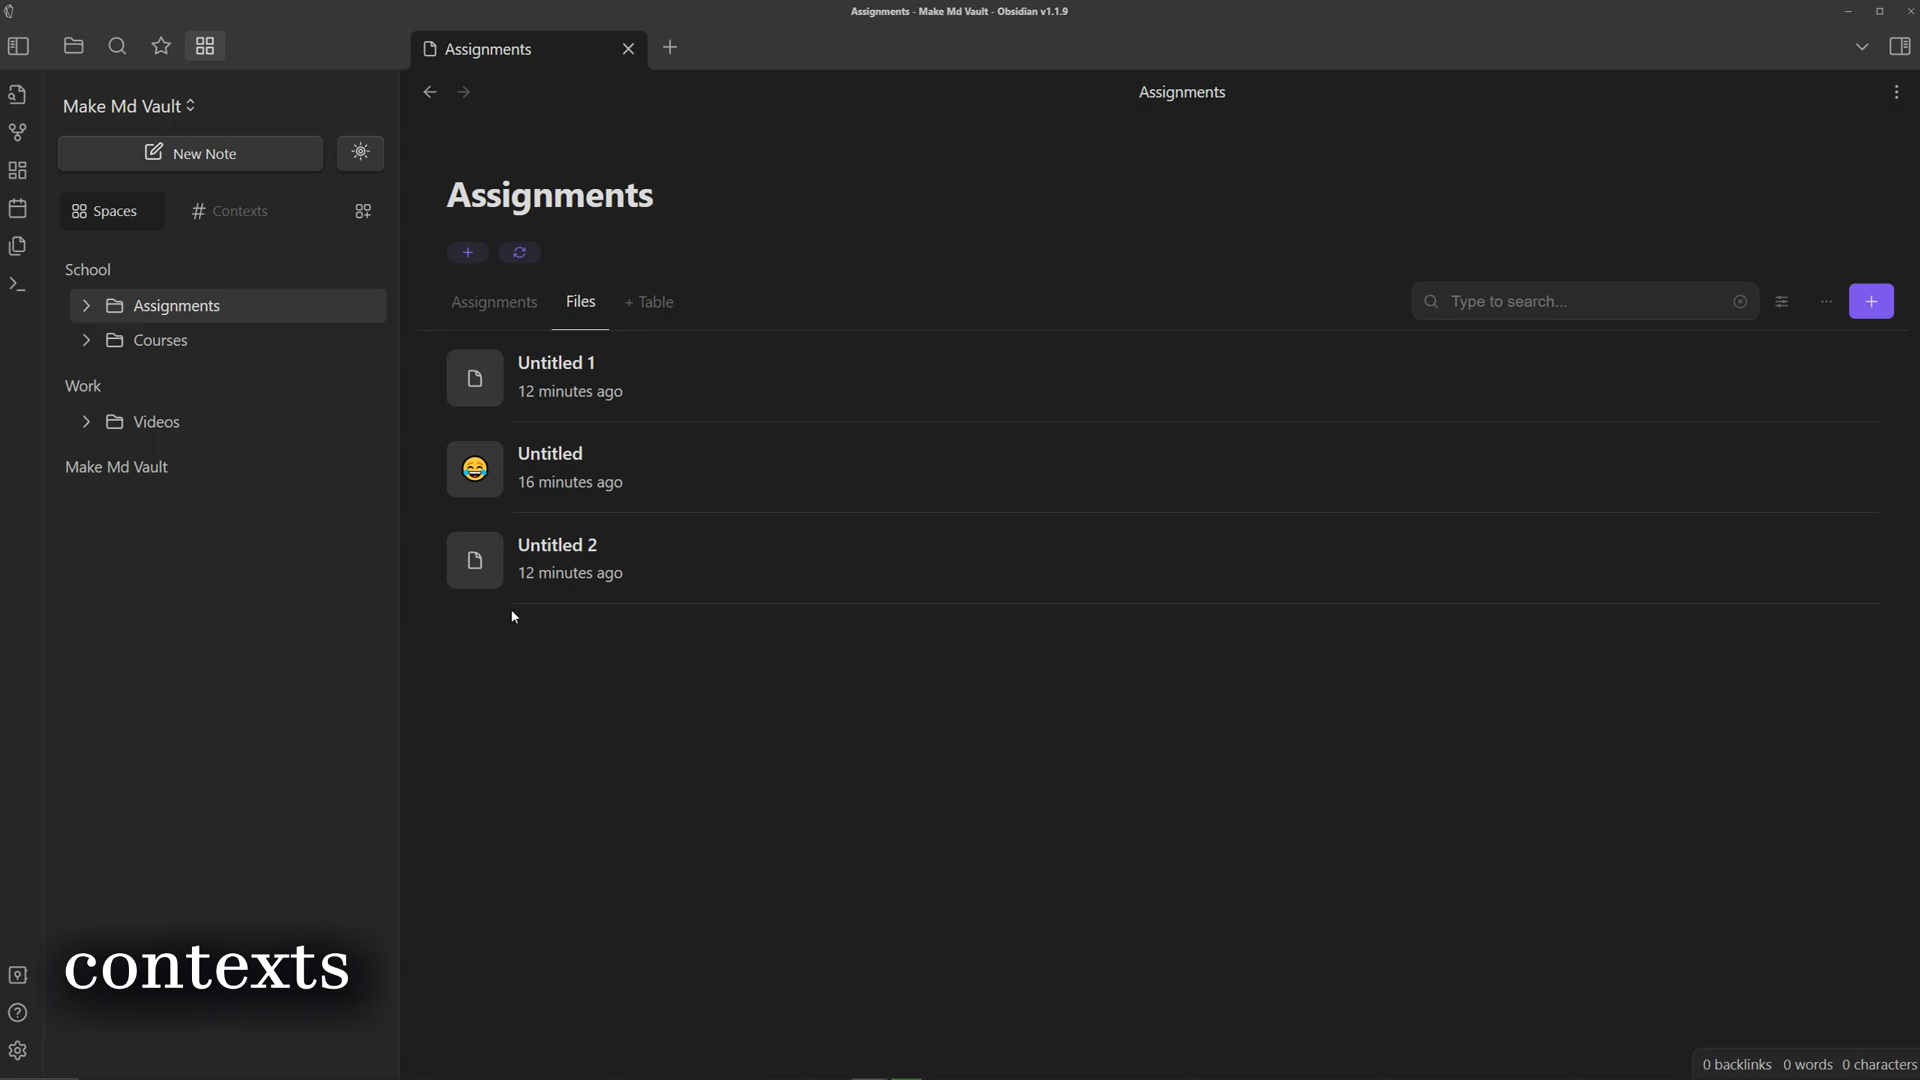 Assignments - Make Md Vault - Obsidian v1.1.9
Assignments
Make Md Vault
Assignments
New Note
Spaces
Contexts
Assignments
School
Assignments
Courses
Work
Videos
Make Md Vault
Assignments
Files
+ Table
Type to search...
Untitled 1
12 minutes ago
Untitled
16 minutes ago
Untitled 2
12 minutes ago
contexts
0 backlinks 0 words 0 characters